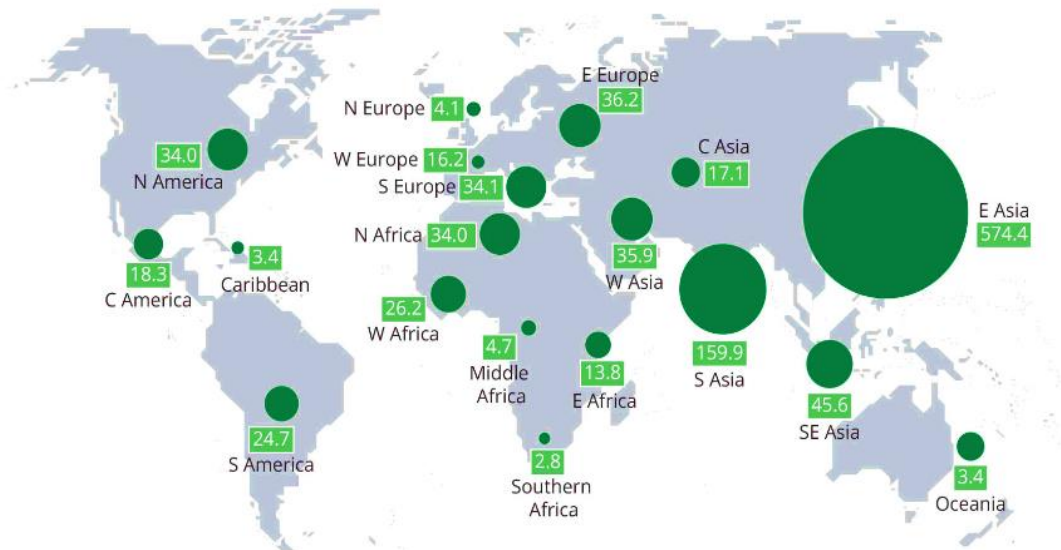 E Europe
36.2
N Europe 4.1
C Asia
17.1
34.0
N America
W Europe 16.2
S Europe 34.1
E Asia
574.4
N Africa 34.0
3.4
Caribbean
18.3
C America
35.9
W Asia
26.2
W Africa
4.7
Middle
Africa
13.8
E Africa
159.9
S Asia
45.6
SE Asia
24.7
S America
2.8
Southern
Africa
3.4
Oceania